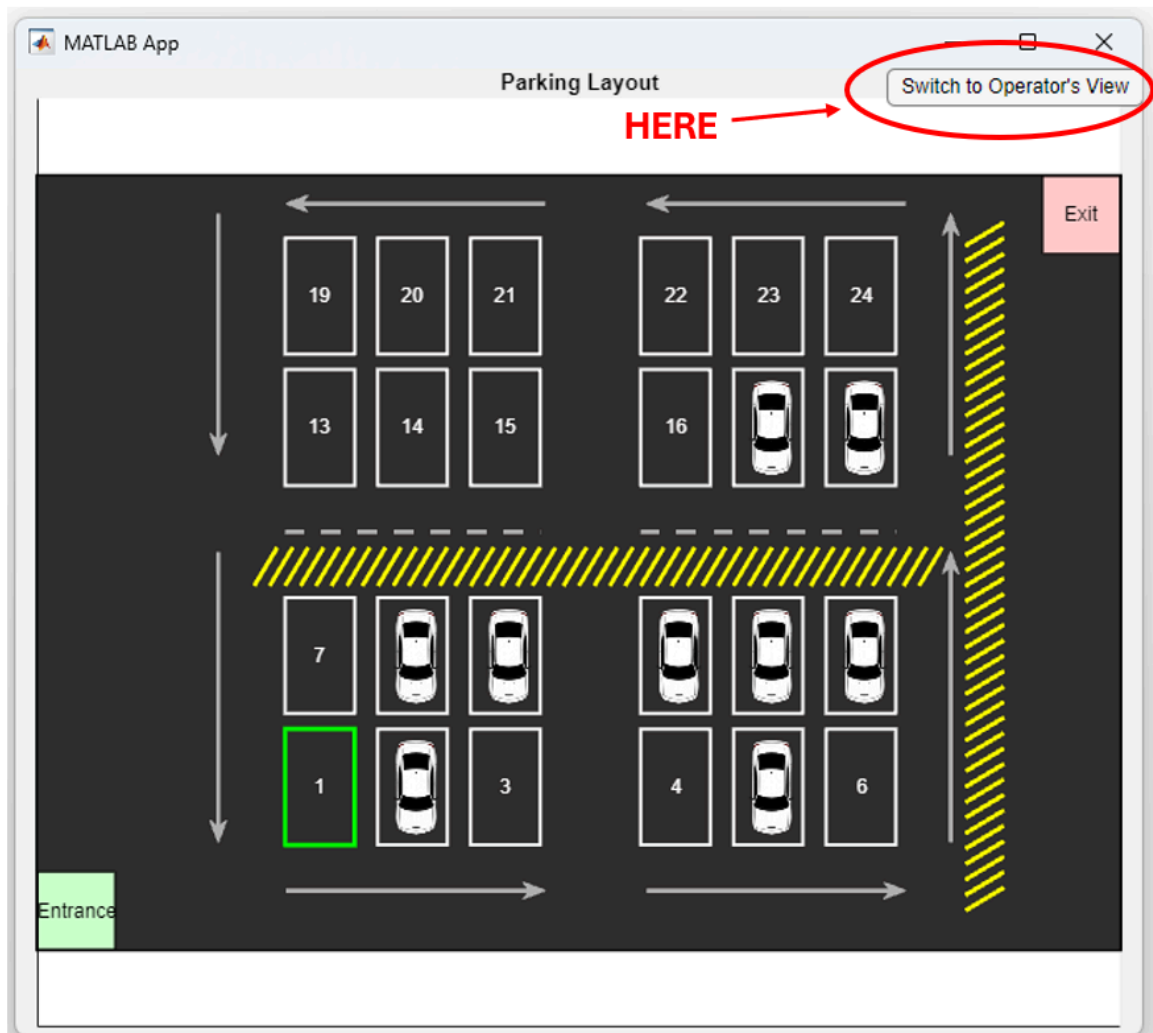 MATLAB App
Parking Layout
Switch to Operator's View
HERE
Exit
19 20 21 22 23 24
13 14 15 16
7
1 3 4 6
Entrance